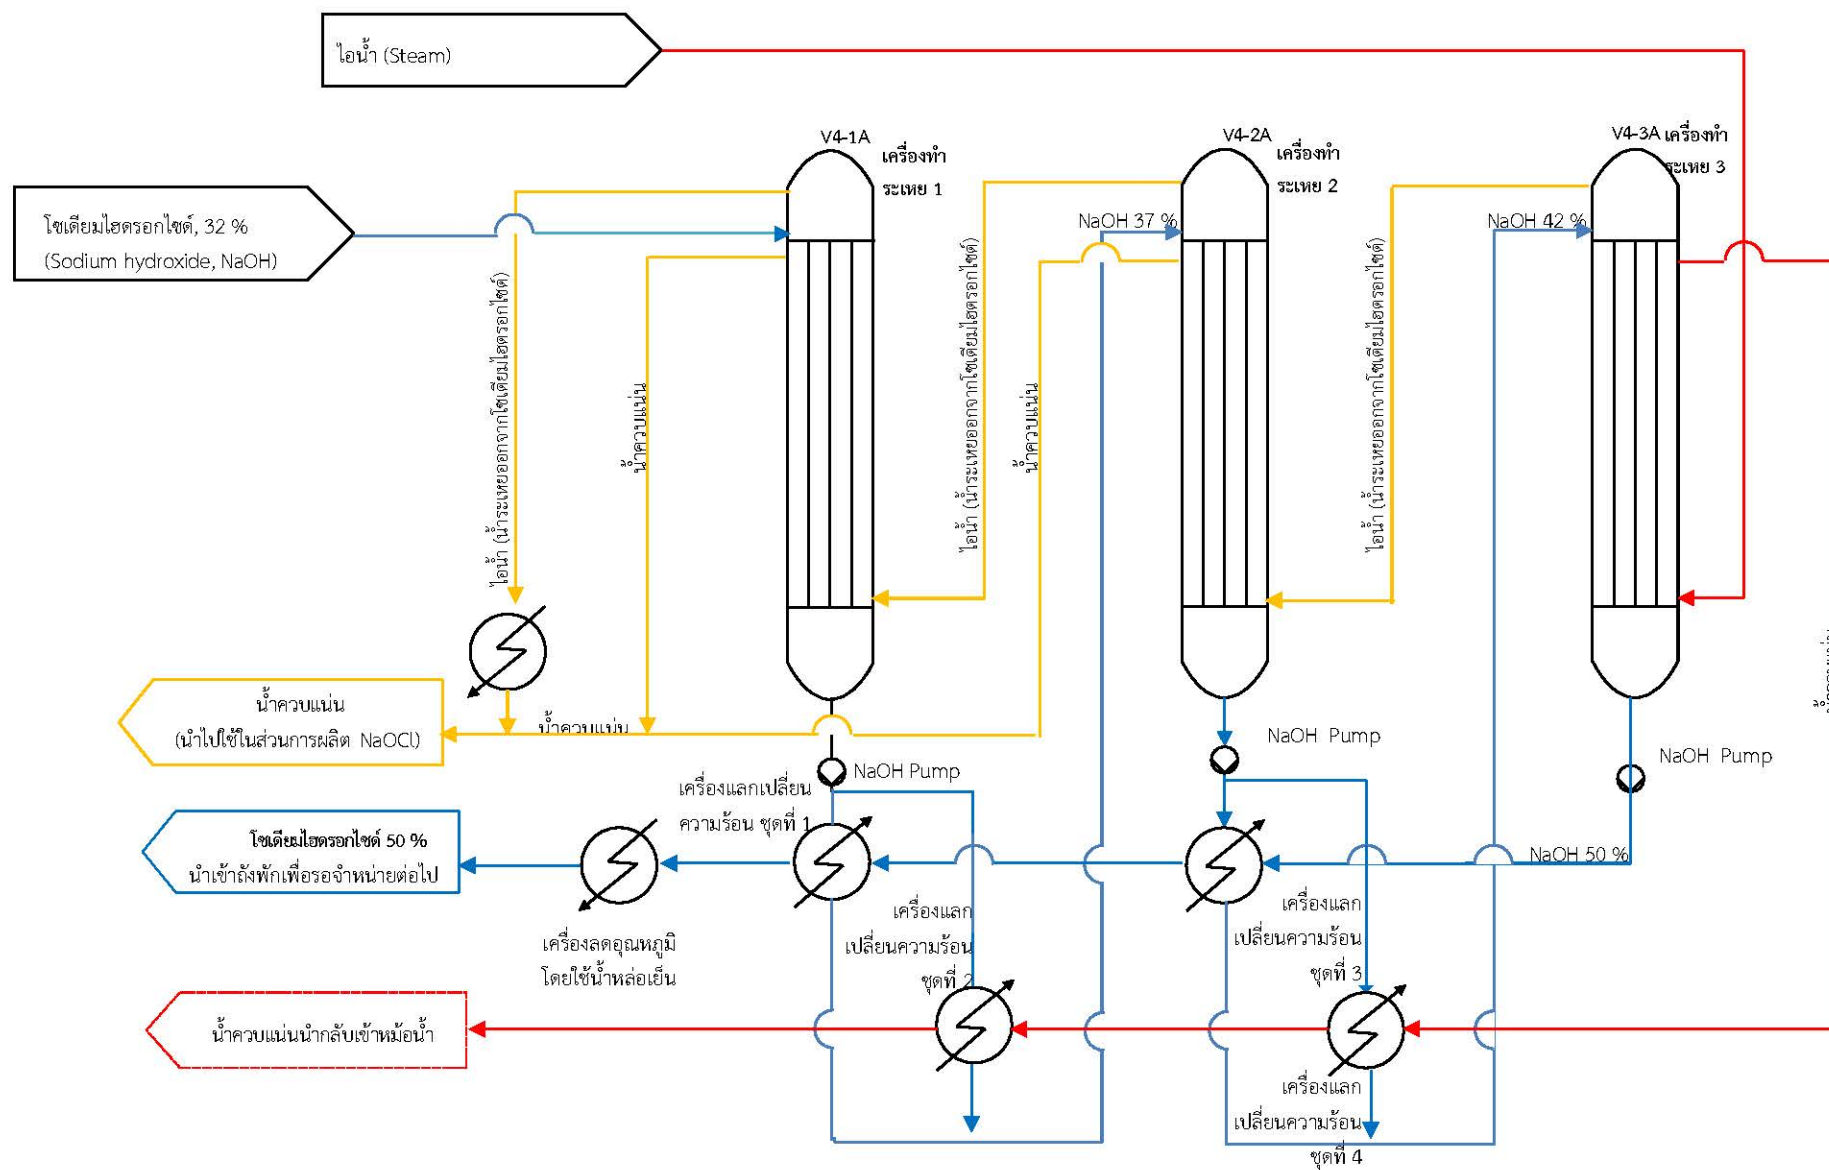 ไอน้ำ (Steam)
V4-1A
เครื่องทำ
ระเหย 1
V4-2A
เครื่องทำ
ระเหย 2
V4-3A
เครื่องทำ
ระเหย 3
โซเดียมไฮดรอกไซด์, 32 %
(Sodium hydroxide, NaOH)
NaOH 37 %
NaOH 42 %
ไอน้ำ (น้ำระเหยออกจากโซเดียมไฮดรอกไซด์)
น้ำควบแน่น
ไอน้ำ (น้ำระเหยออกจากโซเดียมไฮดรอกไซด์)
น้ำควบแน่น
ไอน้ำ (น้ำระเหยออกจากโซเดียมไฮดรอกไซด์)
น้ำควบแน่น
(นำไปใช้ในส่วนการผลิต NaOCl)
น้ำควบแน่น
NaOH Pump
NaOH Pump
NaOH Pump
เครื่องแลกเปลี่ยน
ความร้อน ชุดที่ 1
โซเดียมไฮดรอกไซด์ 50 %
นำเข้าถังพักเพื่อรอจำหน่ายต่อไป
NaOH 50 %
เครื่องลดอุณหภูมิ
โดยใช้น้ำหล่อเย็น
เครื่องแลก
เปลี่ยนความร้อน
ชุดที่ 2
เครื่องแลก
เปลี่ยนความร้อน
ชุดที่ 3
น้ำควบแน่นนำกลับเข้าหม้อน้ำ
เครื่องแลก
เปลี่ยนความร้อน
ชุดที่ 4